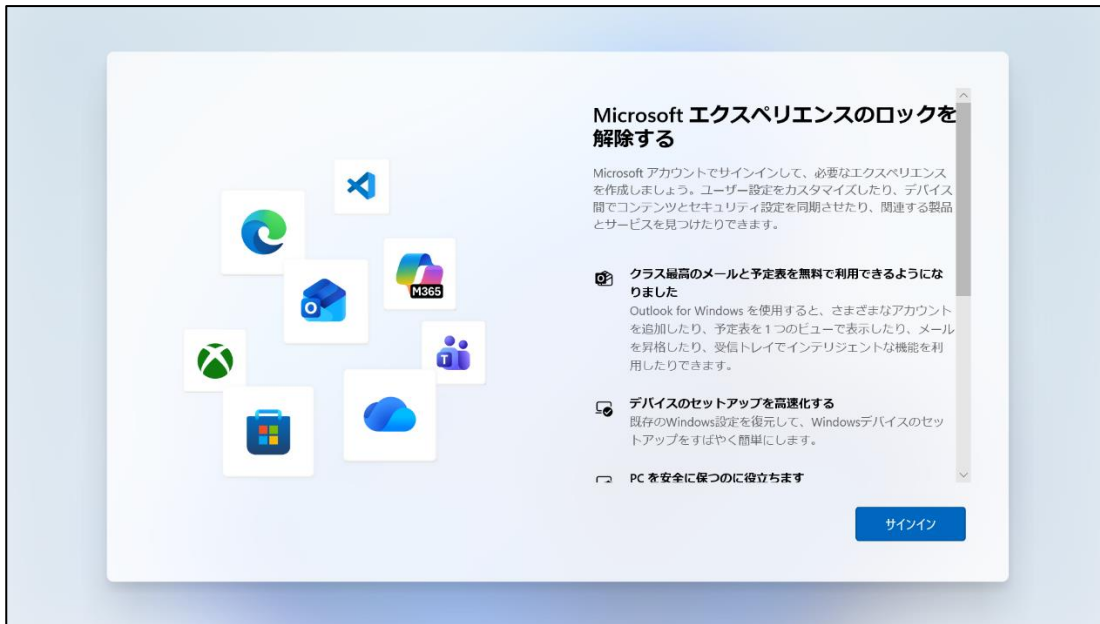 Microsoft エクスペリエンスのロックを
解除する
Microsoft アカウントでサインインして、必要なエクスペリエンス
を作成しましょう。ユーザー設定をカスタマイズしたり、デバイス
間でコンテンツとセキュリティ設定を同期させたり、関連する製品
とサービスを見つけたりできます。
クラス最高のメールと予定表を無料で利用できるようにな
りました
Outlook for Windows を使用すると、さまざまなアカウント
を追加したり、予定表を 1 つのビューで表示したり、メール
を昇格したり、受信トレイでインテリジェントな機能を利
用したりできます。
デバイスのセットアップを高速化する
既存のWindows設定を復元して、Windowsデバイスのセッ
トアップをすばやく簡単にします。
PC を安全に保つのに役立ちます
サインイン
M365